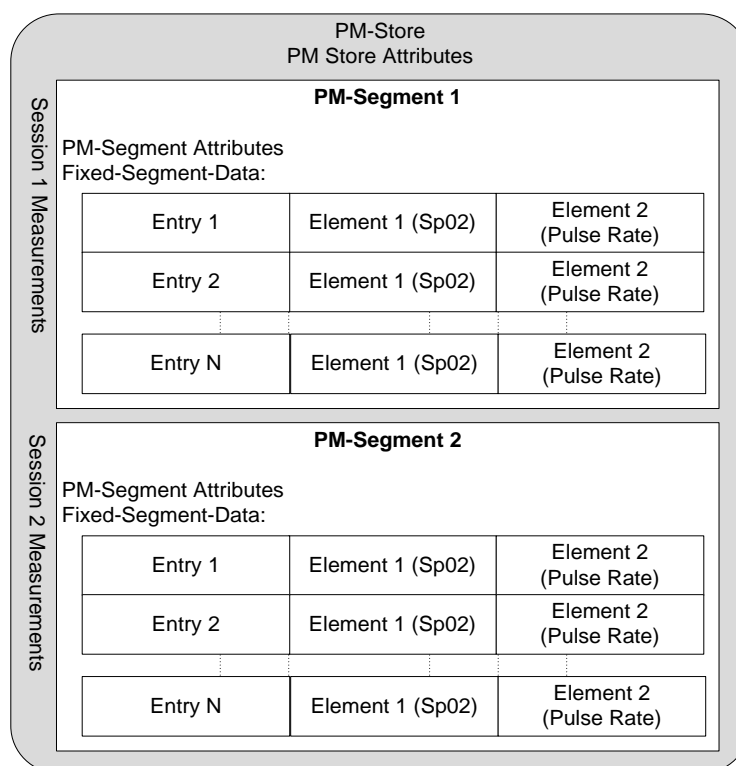 PM-Store
PM Store Attributes
Session 1 Measurements
PM-Segment 1
PM-Segment Attributes
Fixed-Segment-Data:
Entry 1
Element 1 (Sp02)
Element 2
(Pulse Rate)
Entry 2
Element 1 (Sp02)
Element 2
(Pulse Rate)
Entry N
Element 1 (Sp02)
Element 2
(Pulse Rate)
Session 2 Measurements
PM-Segment 2
PM-Segment Attributes
Fixed-Segment-Data:
Entry 1
Element 1 (Sp02)
Element 2
(Pulse Rate)
Entry 2
Element 1 (Sp02)
Element 2
(Pulse Rate)
Entry N
Element 1 (Sp02)
Element 2
(Pulse Rate)